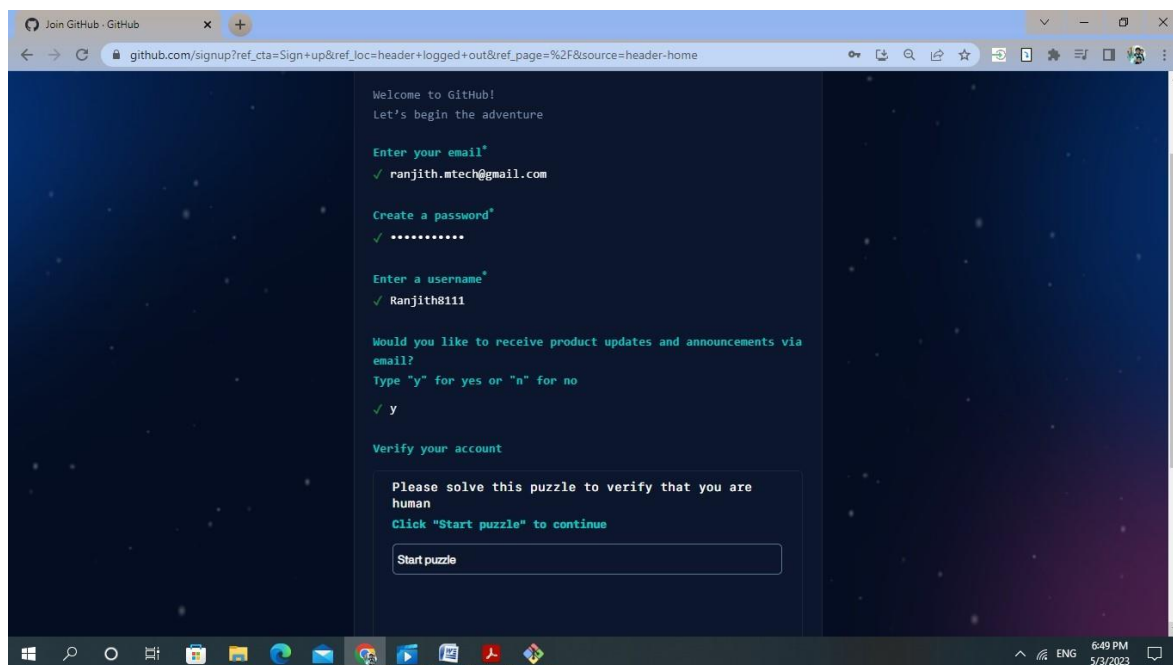 Join GitHub · GitHub
github.com/signup?ref_cta=Sign+up&ref_loc=header+logged+out&ref_page=%2F&source=header-home
Welcome to GitHub!
Let's begin the adventure
Enter your email*
✓ ranjith.mtech@gmail.com
Create a password*
✓ •••••••••••
Enter a username*
✓ Ranjith8111
Would you like to receive product updates and announcements via
email?
Type "y" for yes or "n" for no
✓ y
Verify your account
Please solve this puzzle to verify that you are
human
Click "Start puzzle" to continue
Start puzzle
ENG
6:49 PM
5/3/2023